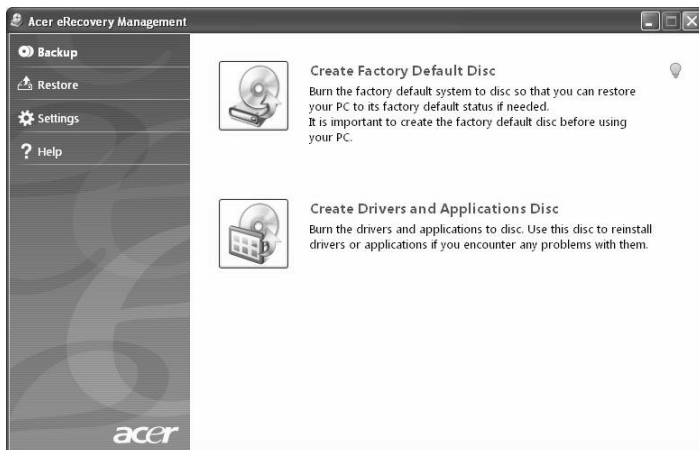 Acer eRecovery Management
Backup
Restore
Settings
? Help
Create Factory Default Disc
Burn the factory default system to disc so that you can restore
your PC to its factory default status if needed.
It is important to create the factory default disc before using
your PC.
Create Drivers and Applications Disc
Burn the drivers and applications to disc. Use this disc to reinstall
drivers or applications if you encounter any problems with them.
acer